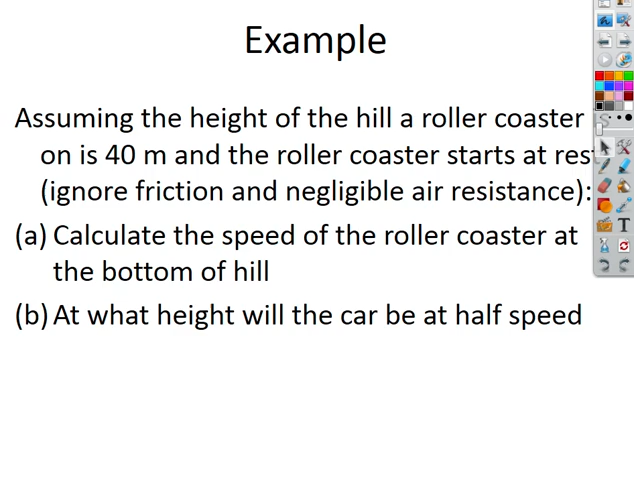 Example
Assuming the height of the hill a roller coaster
on is 40 m and the roller coaster starts at rest
(ignore friction and negligible air resistance):
(a) Calculate the speed of the roller coaster at
the bottom of hill
(b) At what height will the car be at half speed